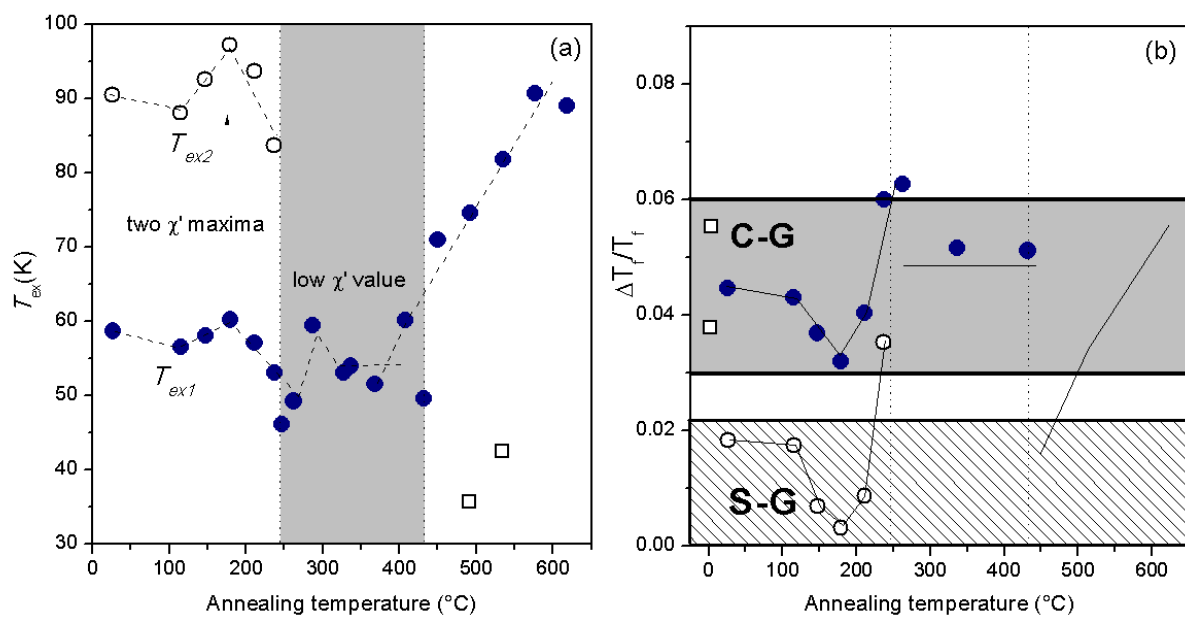 (a)
100
90
80
70
60
50
40
30
T_ex(K)
T_ex2
two χ' maxima
low χ' value
T_ex1
0 100 200 300 400 500 600
Annealing temperature (°C)
(b)
0.08
0.06
0.04
0.02
0.00
ΔT_f/T_f
C-G
S-G
0 100 200 300 400 500 600
Annealing temperature (°C)